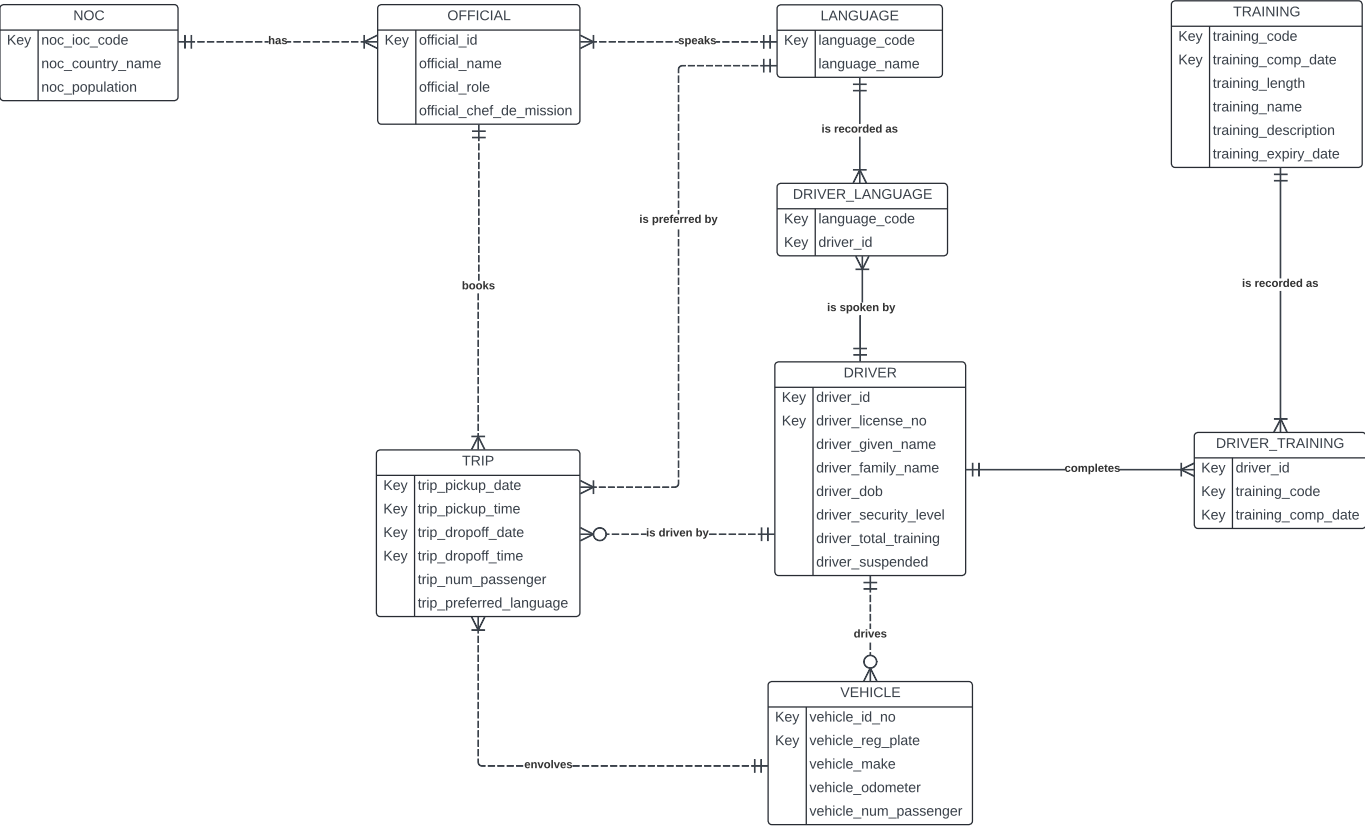 NOC
Key noc_ioc_code
noc_country_name
noc_population
has
OFFICIAL
Key official_id
official_name
official_role
official_chef_de_mission
speaks
LANGUAGE
Key language_code
language_name
is recorded as
DRIVER_LANGUAGE
Key language_code
Key driver_id
is spoken by
is preferred by
books
TRAINING
Key training_code
Key training_comp_date
training_length
training_name
training_description
training_expiry_date
is recorded as
DRIVER
Key driver_id
Key driver_license_no
driver_given_name
driver_family_name
driver_dob
driver_security_level
driver_total_training
driver_suspended
completes
DRIVER_TRAINING
Key driver_id
Key training_code
Key training_comp_date
TRIP
Key trip_pickup_date
Key trip_pickup_time
Key trip_dropoff_date
Key trip_dropoff_time
trip_num_passenger
trip_preferred_language
is driven by
drives
envolves
VEHICLE
Key vehicle_id_no
Key vehicle_reg_plate
vehicle_make
vehicle_odometer
vehicle_num_passenger